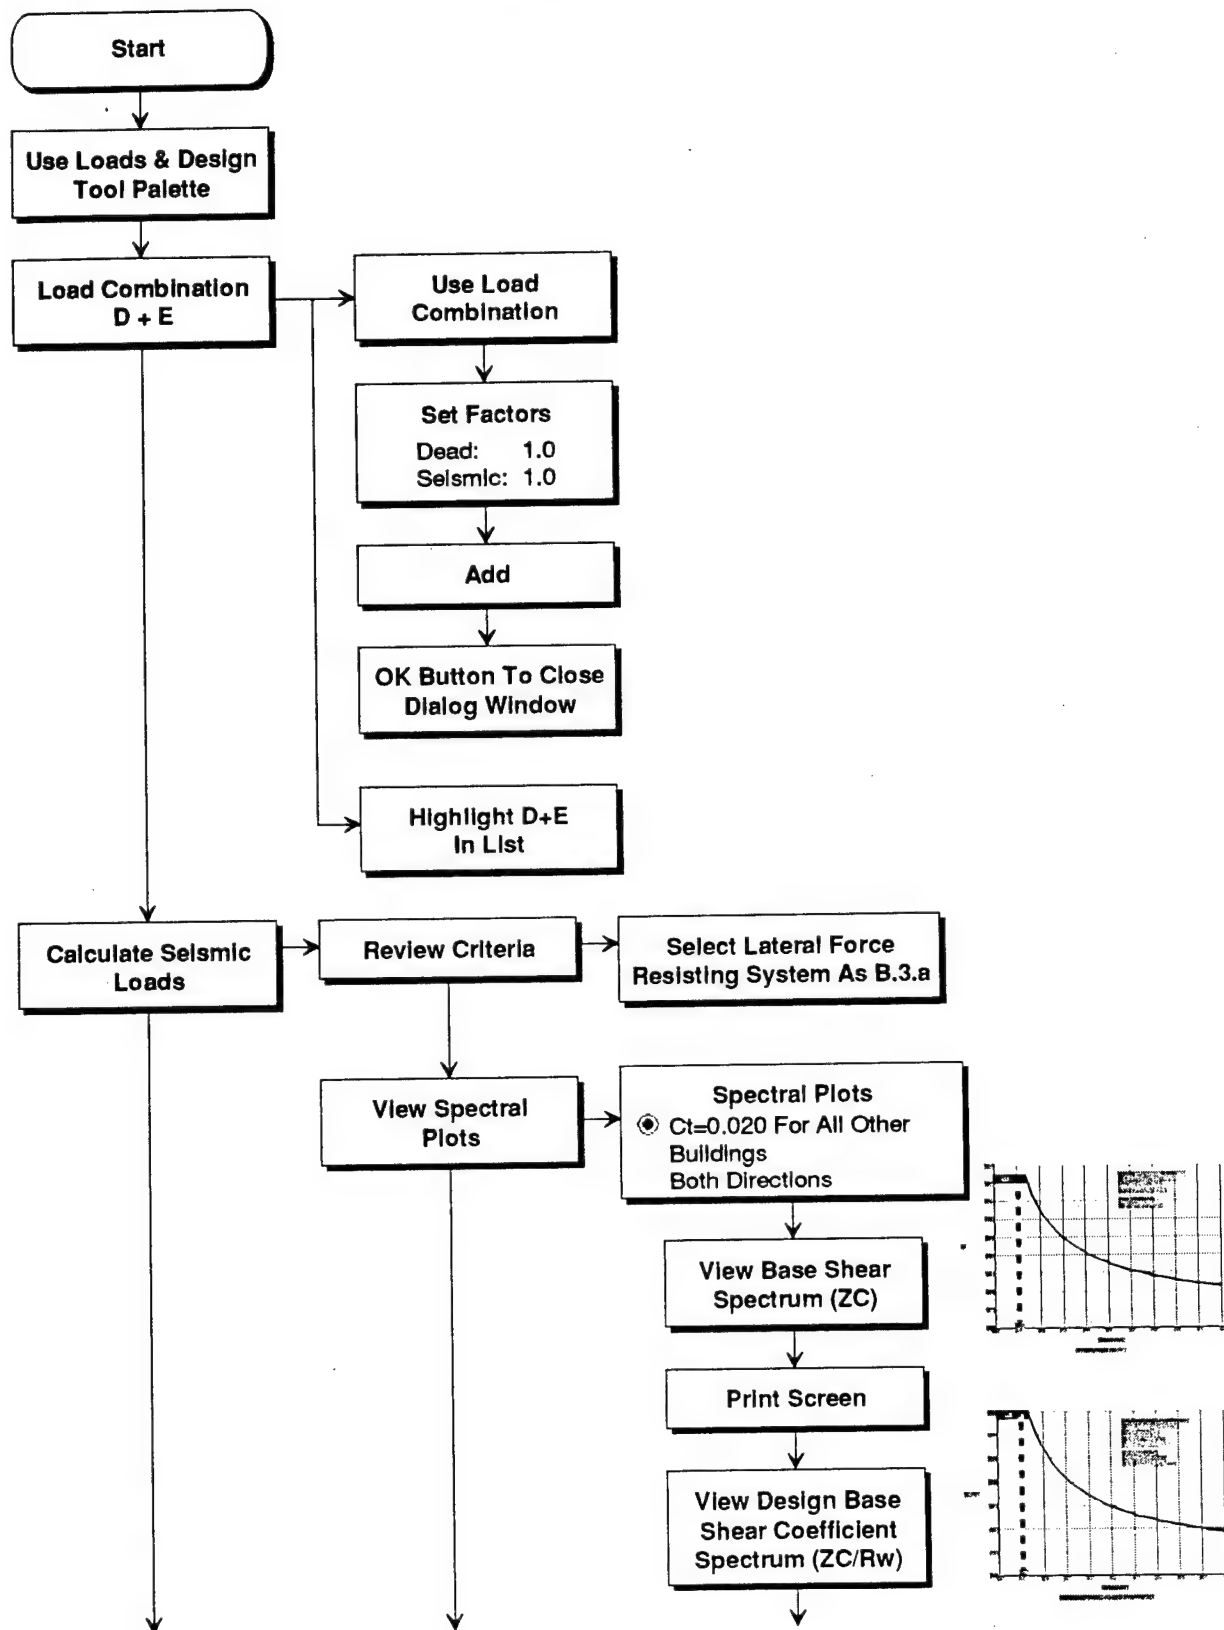 Start
Use Loads & Design
Tool Palette
Load Combination
D + E
Use Load
Combination
Set Factors
Dead: 1.0
Seismic: 1.0
Add
OK Button To Close
Dialog Window
Highlight D+E
In List
Calculate Seismic
Loads
Review Criteria
Select Lateral Force
Resisting System As B.3.a
View Spectral
Plots
Spectral Plots
Ct=0.020 For All Other
Buildings
Both Directions
View Base Shear
Spectrum (ZC)
Print Screen
View Design Base
Shear Coefficient
Spectrum (ZC/Rw)